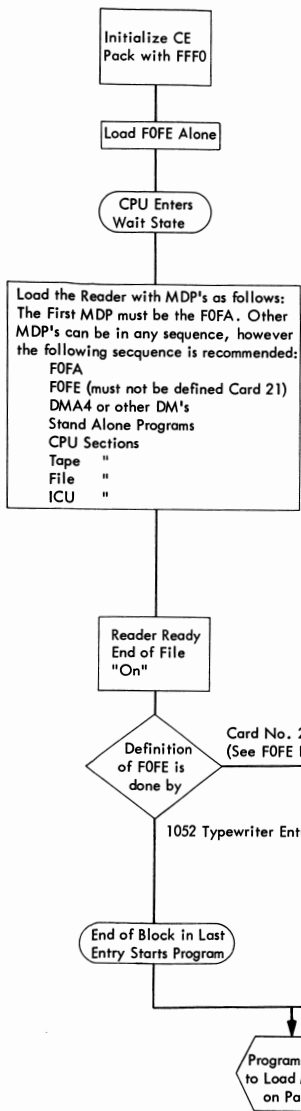 Initialize CE
Pack with FFF0
Load F0FE Alone
CPU Enters
Wait State
Load the Reader with MDP's as follows:
The First MDP must be the F0FA. Other
MDP's can be in any sequence, however
the following secquence is recommended:
F0FA
F0FE (must not be defined Card 21)
DMA4 or other DM's
Stand Alone Programs
CPU Sections
Tape "
File "
ICU "
Reader Ready
End of File
"On"
Definition
of F0FE is
done by
Card No.
(See F0FE
1052 Typewriter
End of Block in Last
Entry Starts Program
Program
to Load
on